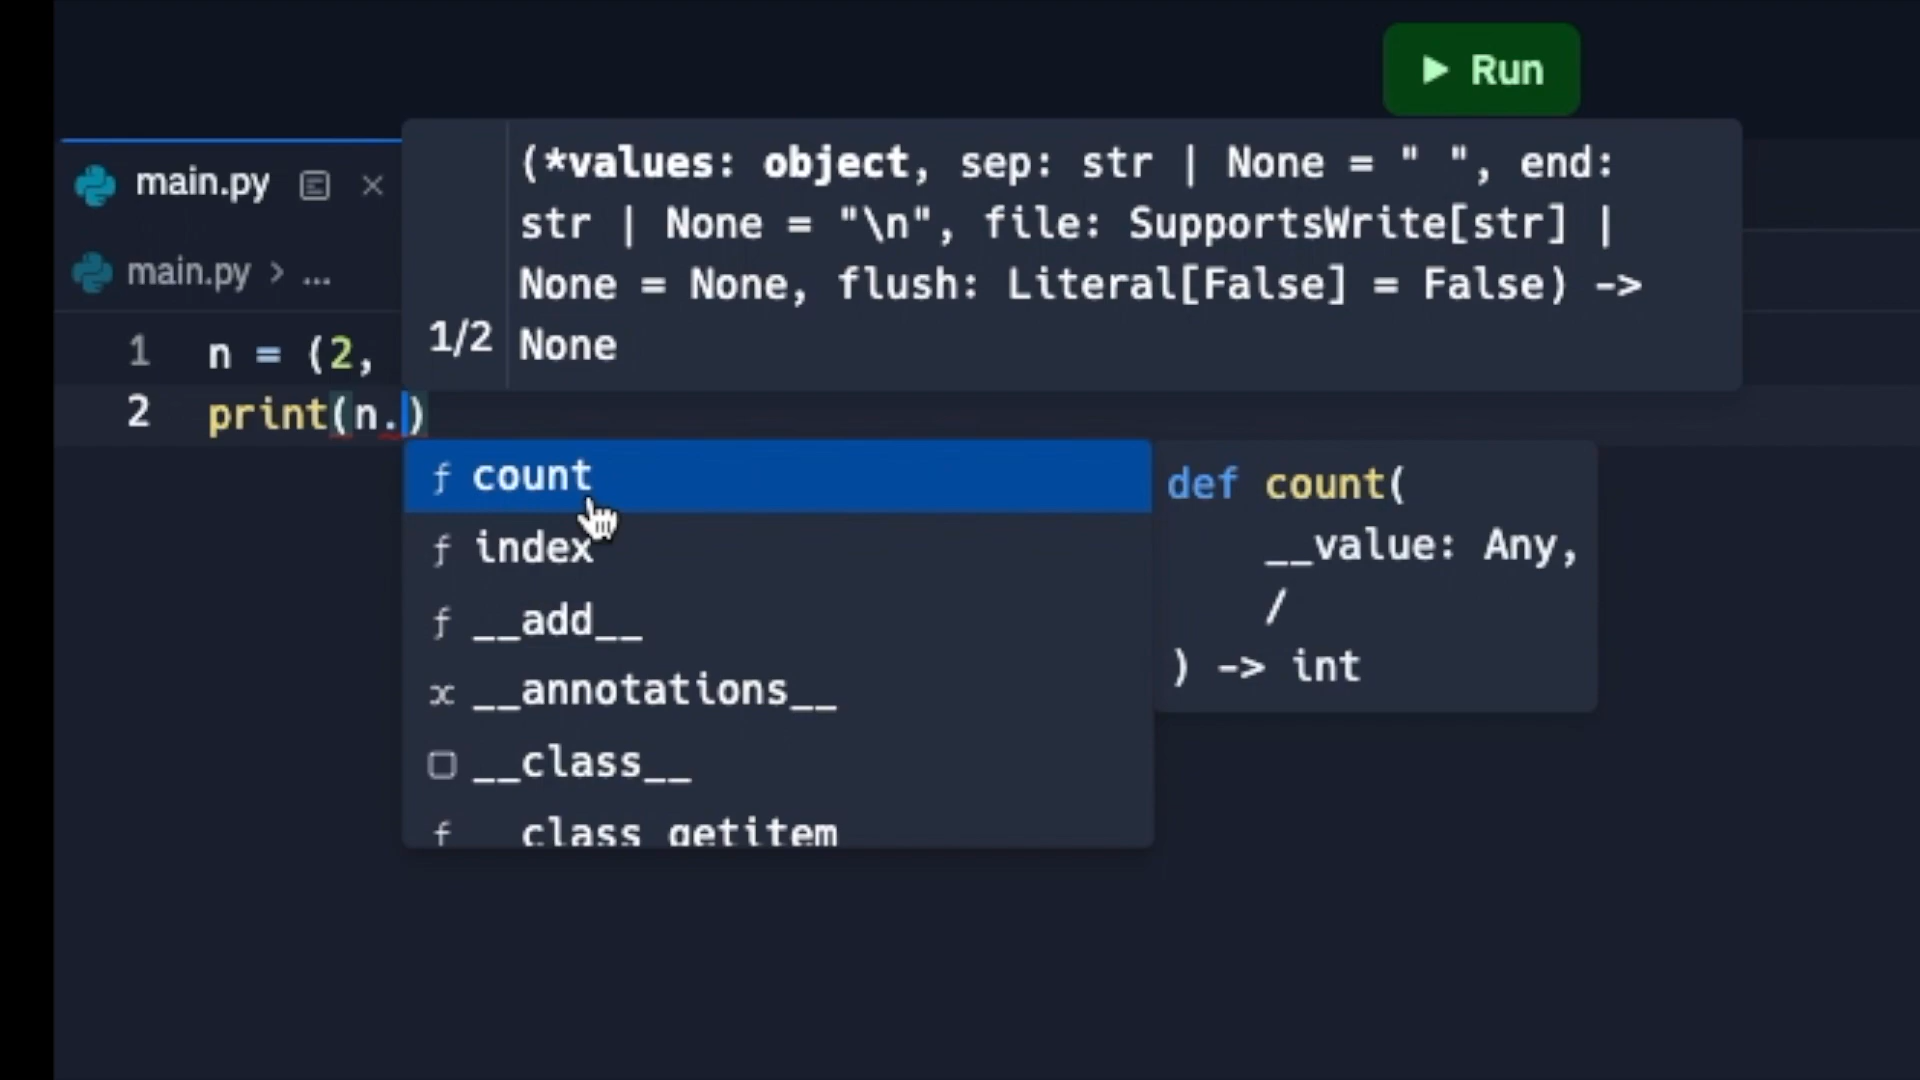 Run
main.py
(*values: object, sep: str | None = " ", end:
str | None = "\n", file: SupportsWrite[str] |
None = None, flush: Literal[False] = False) ->
None
1/2
main.py > ...
1 n = (2,
2 print(n.)
f count
f index
f __add__
x __annotations__
__class__
f __class_getitem__
def count(
__value: Any,
/
) -> int